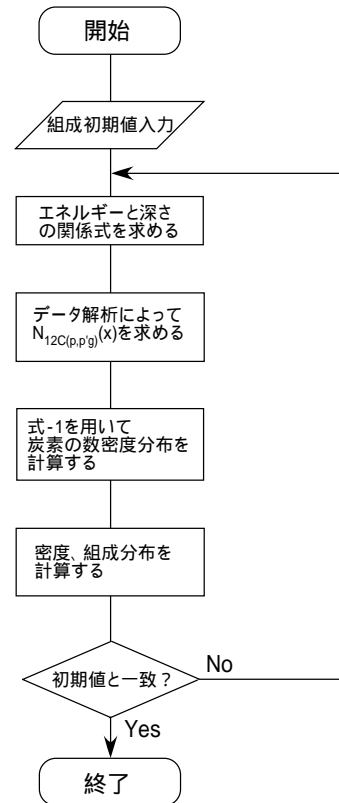 開始
組成初期値入力
エネルギーと深さ
の関係式を求める
データ解析によって
N12C(p,p'g)(x)を求める
式-1を用いて
炭素の数密度分布を
計算する
密度、組成分布を
計算する
初期値と一致？
No
Yes
終了